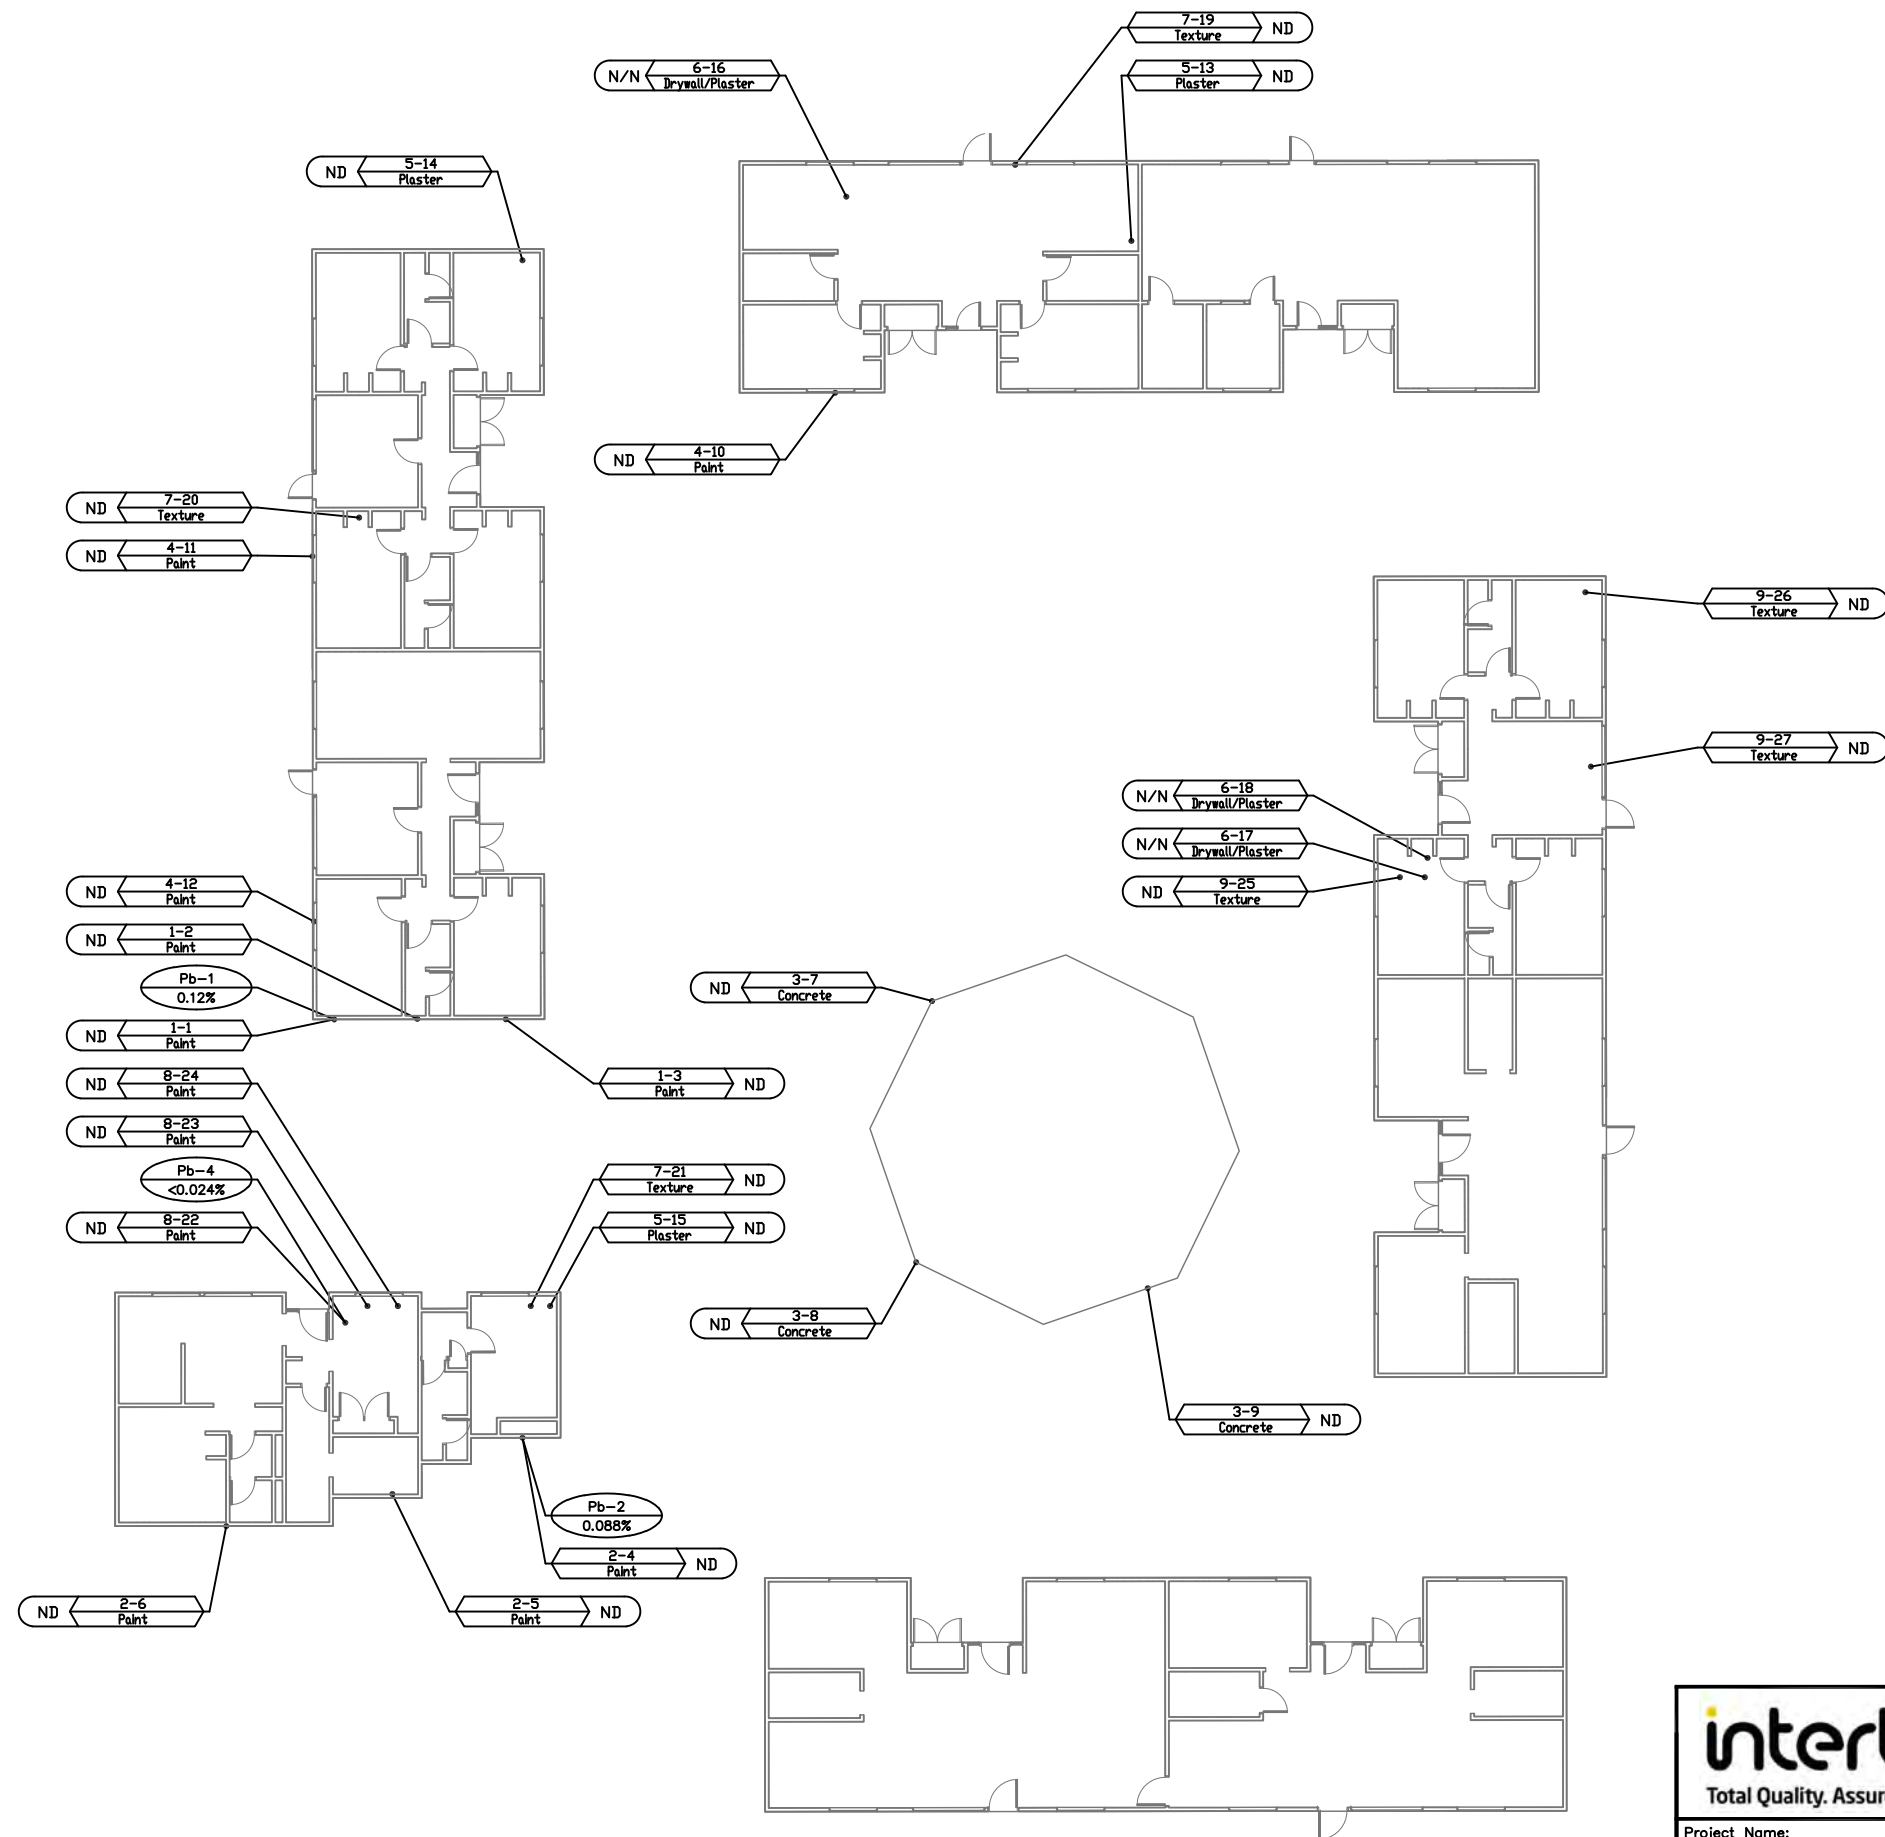 7-19
Texture
ND
N/N
6-16
Drywall/Plaster
5-13
Plaster
ND
ND
5-14
Plaster
ND
4-10
Paint
ND
7-20
Texture
ND
4-11
Paint
9-26
Texture
ND
9-27
Texture
ND
N/N
6-18
Drywall/Plaster
N/N
6-17
Drywall/Plaster
ND
9-25
Texture
ND
4-12
Paint
ND
1-2
Paint
Pb-1
0.12%
ND
1-1
Paint
ND
3-7
Concrete
ND
8-24
Paint
1-3
Paint
ND
ND
8-23
Paint
Pb-4
<0.024%
ND
8-22
Paint
7-21
Texture
ND
5-15
Plaster
ND
ND
3-8
Concrete
3-9
Concrete
ND
Pb-2
0.088%
2-4
Paint
ND
ND
2-6
Paint
2-5
Paint
ND
Total Quality.
Project Name: